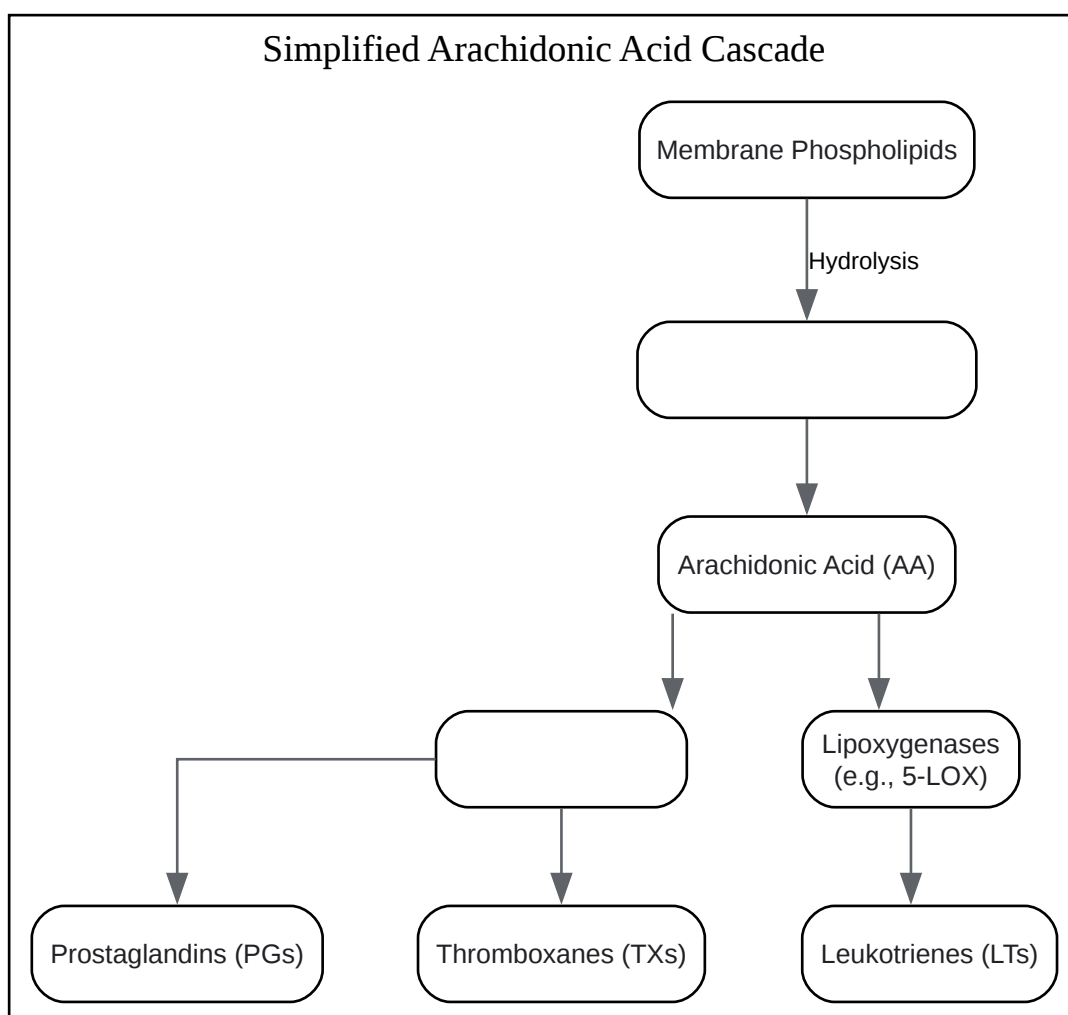 Simplified Arachidonic Acid Cascade
Membrane Phospholipids
Hydrolysis
Arachidonic Acid (AA)
Lipoxygenases
(e.g., 5-LOX)
Prostaglandins (PGs)
Thromboxanes (TXs)
Leukotrienes (LTs)